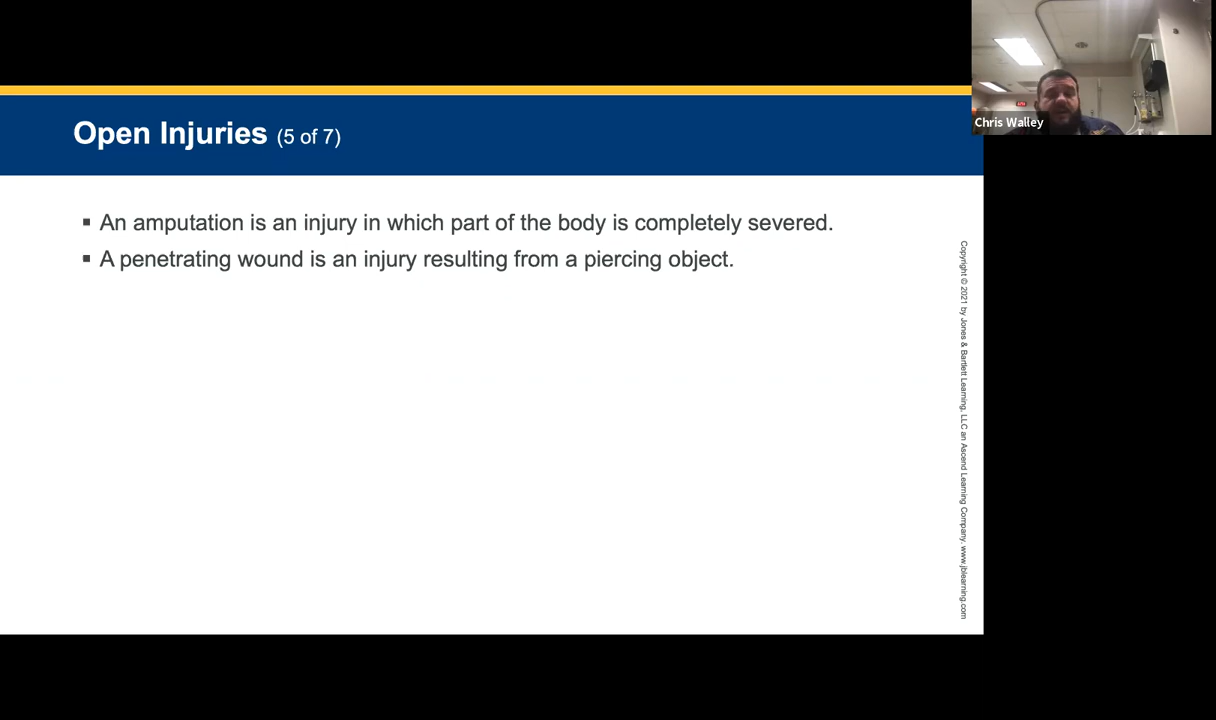 Open Injuries (5 of 7)
▪ An amputation is an injury in which part of the body is completely severed.
▪ A penetrating wound is an injury resulting from a piercing object.
Chris Walley
Copyright © 2021 by Jones & Bartlett Learning, LLC an Ascend Learning Company. www.jblearning.com